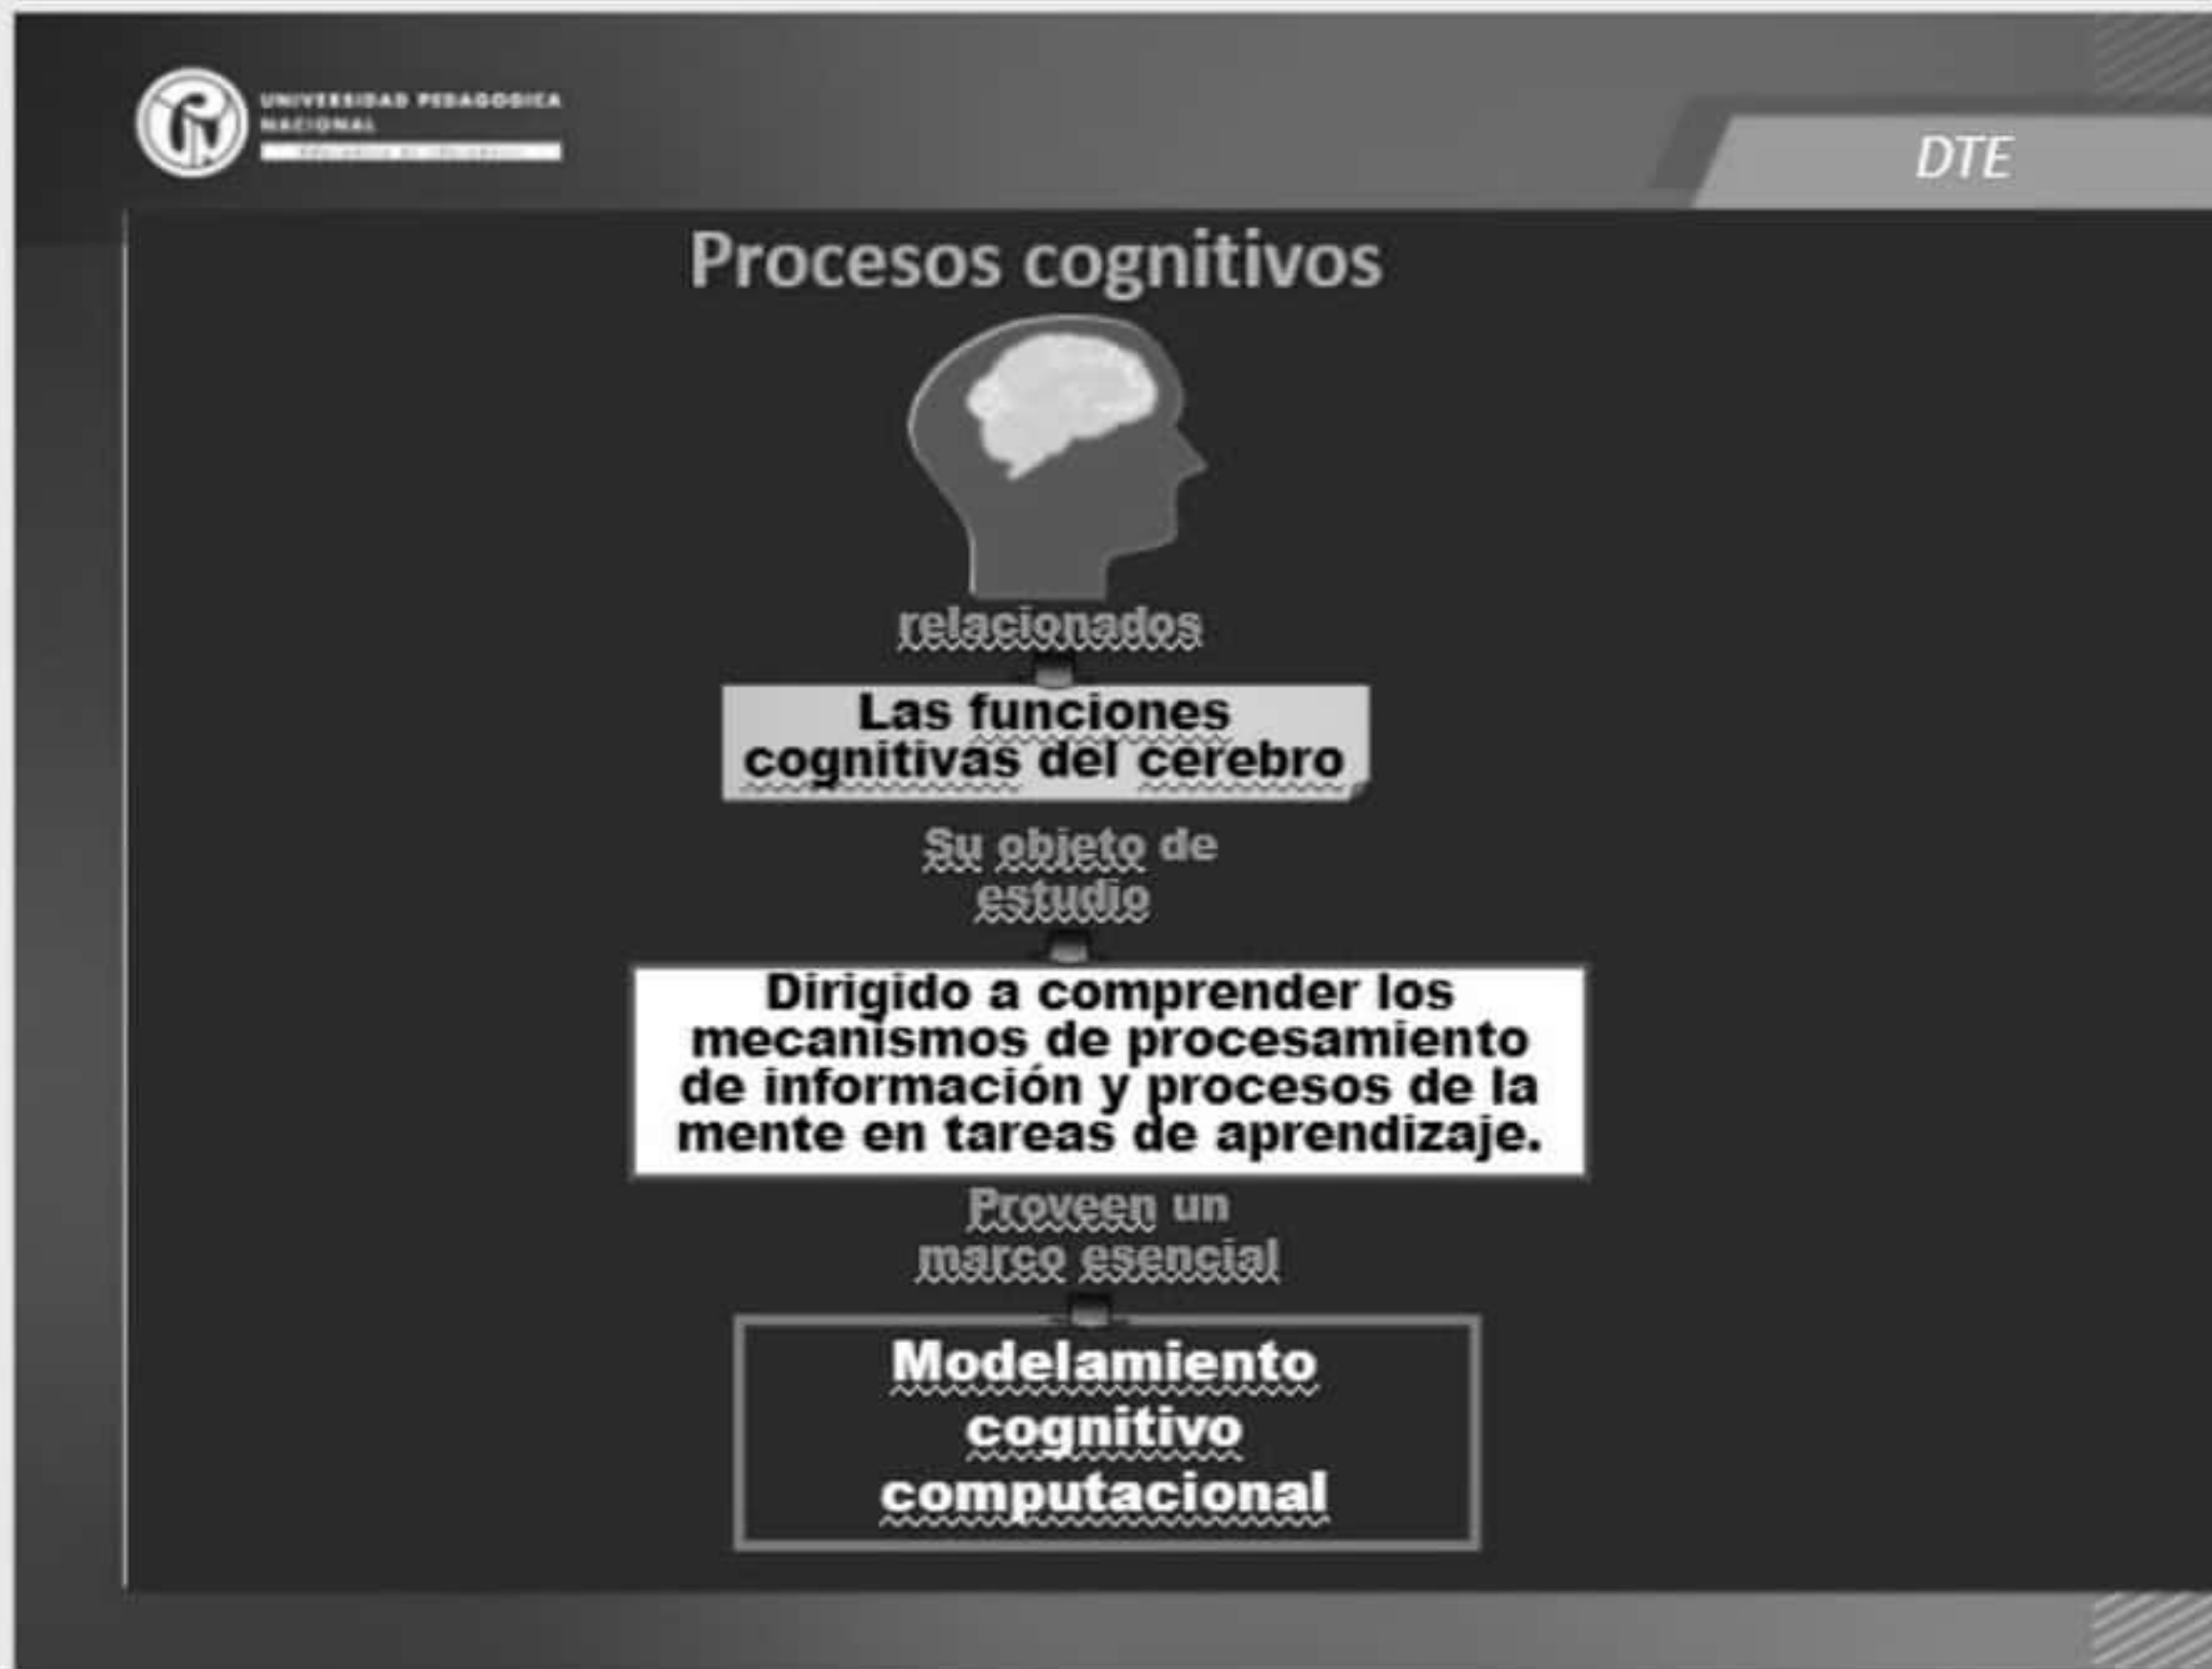 UNIVERSIDAD PEDAGOGICA
NACIONAL
DTE
Procesos cognitivos
relacionados
Las funciones
cognitivas del cerebro
Su objeto de
estudio
Dirigido a comprender los
mecanismos de procesamiento
de información y procesos de la
mente en tareas de aprendizaje.
Proveen un
marco esencial
Modelamiento
cognitivo
computacional